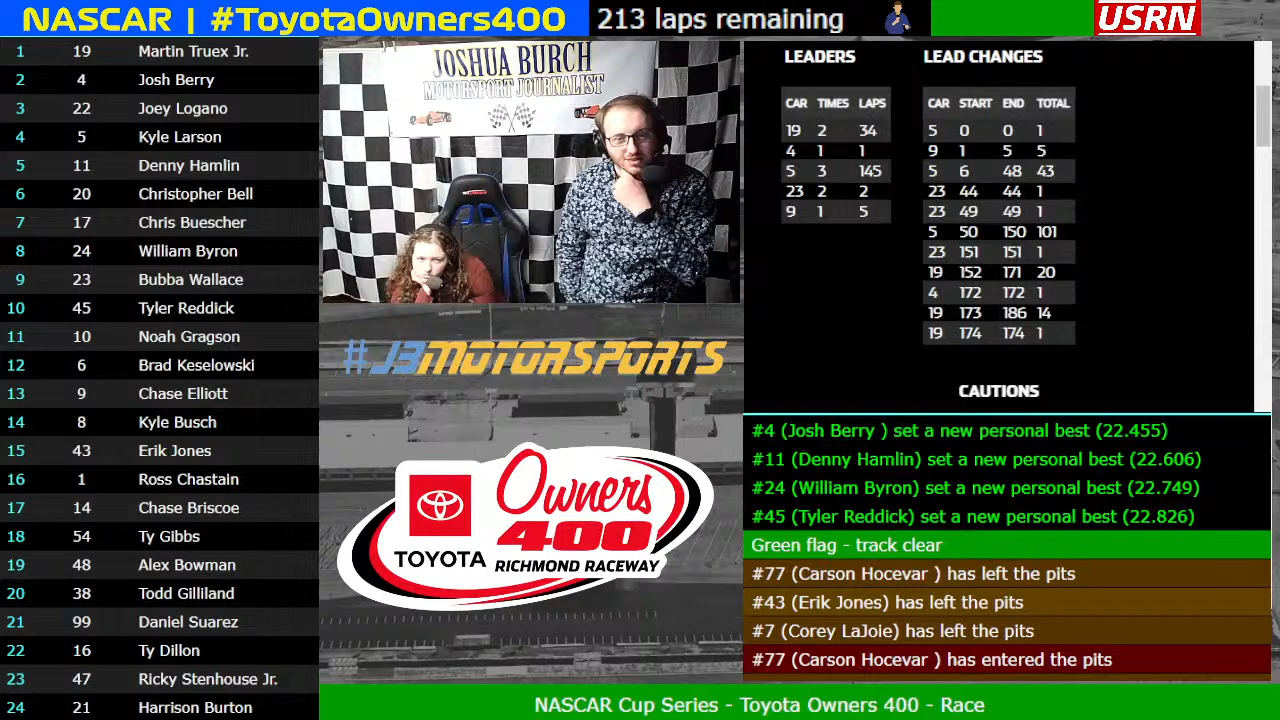 NASCAR | #ToyotaOwners400
213 laps remaining
USRN
1 19 Martin Truex Jr.
2 4 Josh Berry
3 22 Joey Logano
4 5 Kyle Larson
5 11 Denny Hamlin
6 20 Christopher Bell
7 17 Chris Buescher
8 24 William Byron
9 23 Bubba Wallace
10 45 Tyler Reddick
11 10 Noah Gragson
12 6 Brad Keselowski
13 9 Chase Elliott
14 8 Kyle Busch
15 43 Erik Jones
16 1 Ross Chastain
17 14 Chase Briscoe
18 54 Ty Gibbs
19 48 Alex Bowman
20 38 Todd Gilliland
21 99 Daniel Suarez
22 16 Ty Dillon
23 47 Ricky Stenhouse Jr.
24 21 Harrison Burton
JOSHUA BURCH
MOTORSPORT JOURNALIST
#JBMOTORSPORTS
TOYOTA
Owners
400
RICHMOND RACEWAY
LEADERS
CAR TIMES LAPS
19 2 34
4 1 1
5 3 145
23 2 2
9 1 5
LEAD CHANGES
CAR START END TOTAL
5 0 0 1
9 1 5 5
5 6 48 43
23 44 44 1
23 49 49 1
5 50 150 101
23 151 151 1
19 152 171 20
4 172 172 1
19 173 186 14
19 174 174 1
CAUTIONS
#4 (Josh Berry ) set a new personal best (22.455)
#11 (Denny Hamlin) set a new personal best (22.606)
#24 (William Byron) set a new personal best (22.749)
#45 (Tyler Reddick) set a new personal best (22.826)
Green flag - track clear
#77 (Carson Hocevar ) has left the pits
#43 (Erik Jones) has left the pits
#7 (Corey LaJoie) has left the pits
#77 (Carson Hocevar ) has entered the pits
NASCAR Cup Series - Toyota Owners 400 - Race